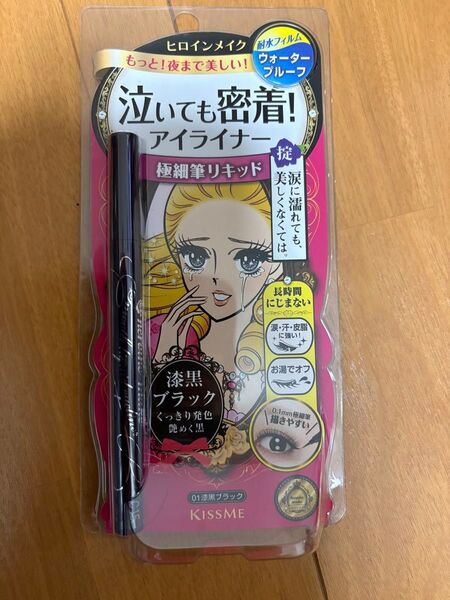 ヒロインメイク
もっと!夜まで美しい!
耐水フィルム
ウォーター
プルーフ
泣いても密着!
アイライナー
極細筆リキッド
掟
涙に濡れても、
美しくなくては。
長時間
にじまない
涙・汗・皮脂
に強い!
お湯でオフ
0.1mm極細筆
描きやすい
漆黒
ブラック
くっきり発色
艶めく黒
01漆黒ブラック
KISSME